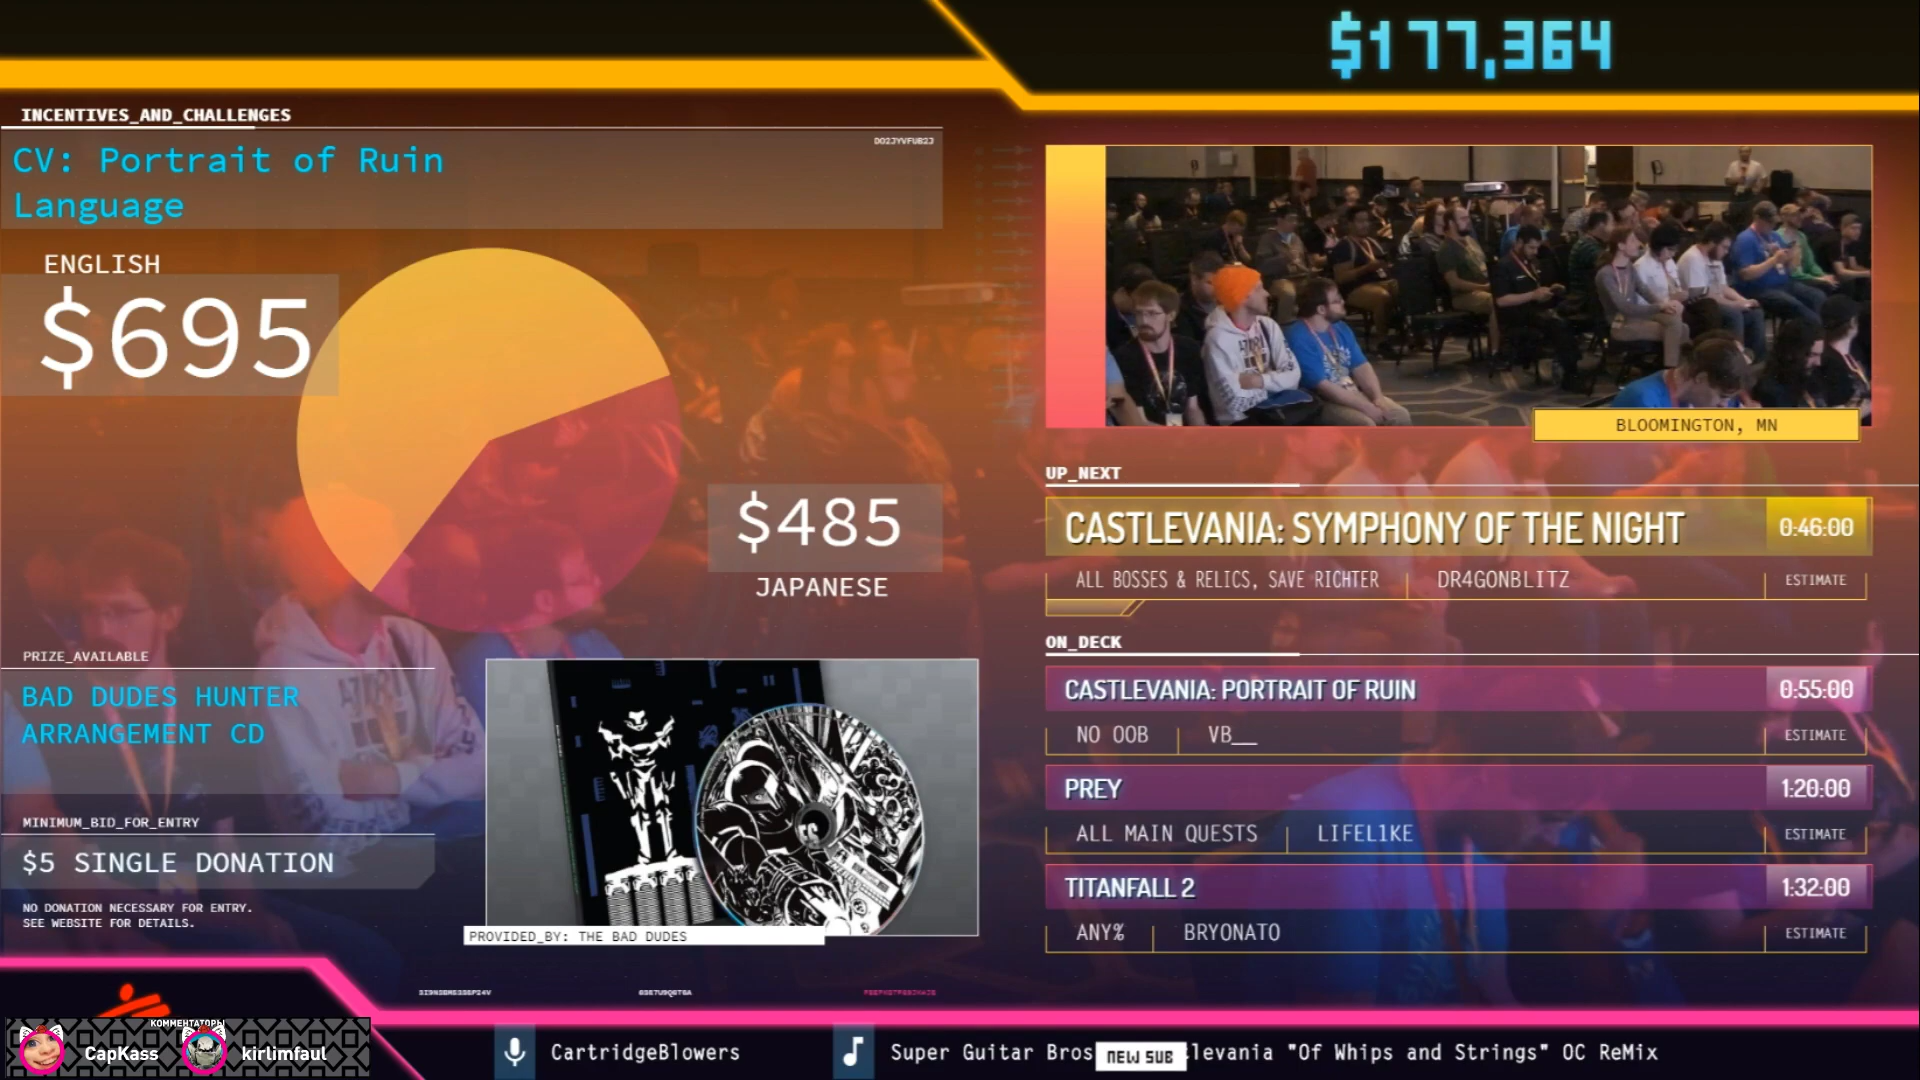 $177,364
INCENTIVES_AND_CHALLENGES
DO2JYVFUB2J
CV: Portrait of Ruin
Language
ENGLISH
$695
$485
JAPANESE
PRIZE_AVAILABLE
BAD DUDES HUNTER
ARRANGEMENT CD
MINIMUM_BID_FOR_ENTRY
$5 SINGLE DONATION
NO DONATION NECESSARY FOR ENTRY.
SEE WEBSITE FOR DETAILS.
PROVIDED_BY: THE BAD DUDES
BLOOMINGTON, MN
UP_NEXT
CASTLEVANIA: SYMPHONY OF THE NIGHT 0:46:00
ALL BOSSES & RELICS, SAVE RICHTER DR4GONBLITZ ESTIMATE
ON_DECK
CASTLEVANIA: PORTRAIT OF RUIN 0:55:00
NO OOB VB__ ESTIMATE
PREY 1:20:00
ALL MAIN QUESTS LIFEL1KE ESTIMATE
TITANFALL 2 1:32:00
ANY% BRYONATO ESTIMATE
КОММЕНТАТОРЫ
CapKass kirlimfaul
CartridgeBlowers
Super Guitar Bros NEW SUB levania "Of Whips and Strings" OC ReMix